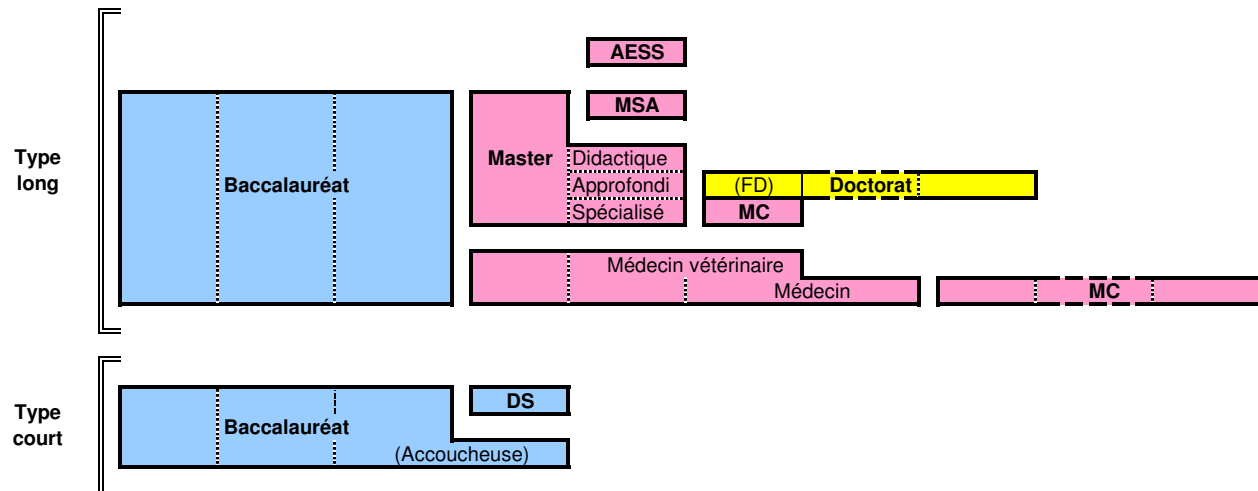 AESS
MSA
Type
long
Baccalauréat
Master
Didactique
Approfondi
Spécialisé
(FD)
Doctorat
MC
Médecin vétérinaire
Médecin
MC
Type
court
Baccalauréat
DS
(Accoucheuse)